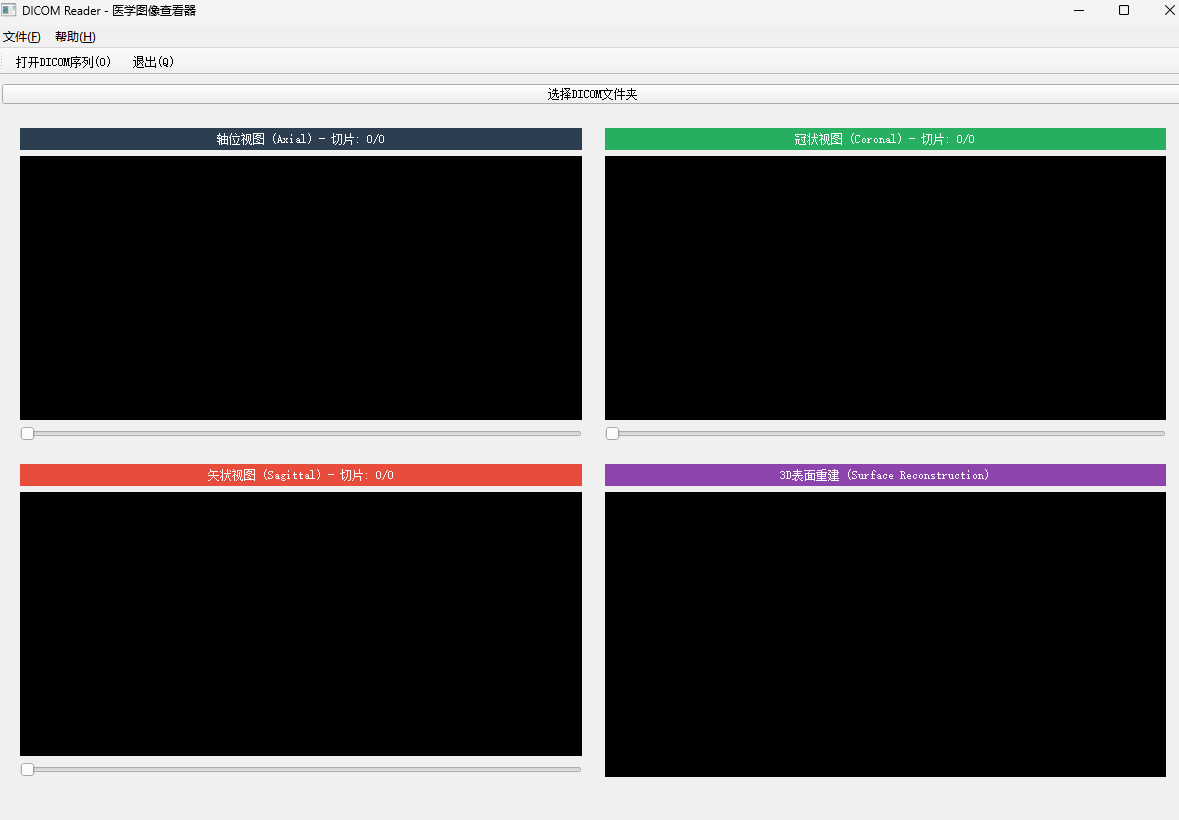 DICOM Reader - 医学图像查看器
文件(F) 帮助(H)
打开DICOM序列(O) 退出(Q)
选择DICOM文件夹
轴位视图 (Axial) - 切片: 0/0
冠状视图 (Coronal) - 切片: 0/0
矢状视图 (Sagittal) - 切片: 0/0
3D表面重建 (Surface Reconstruction)